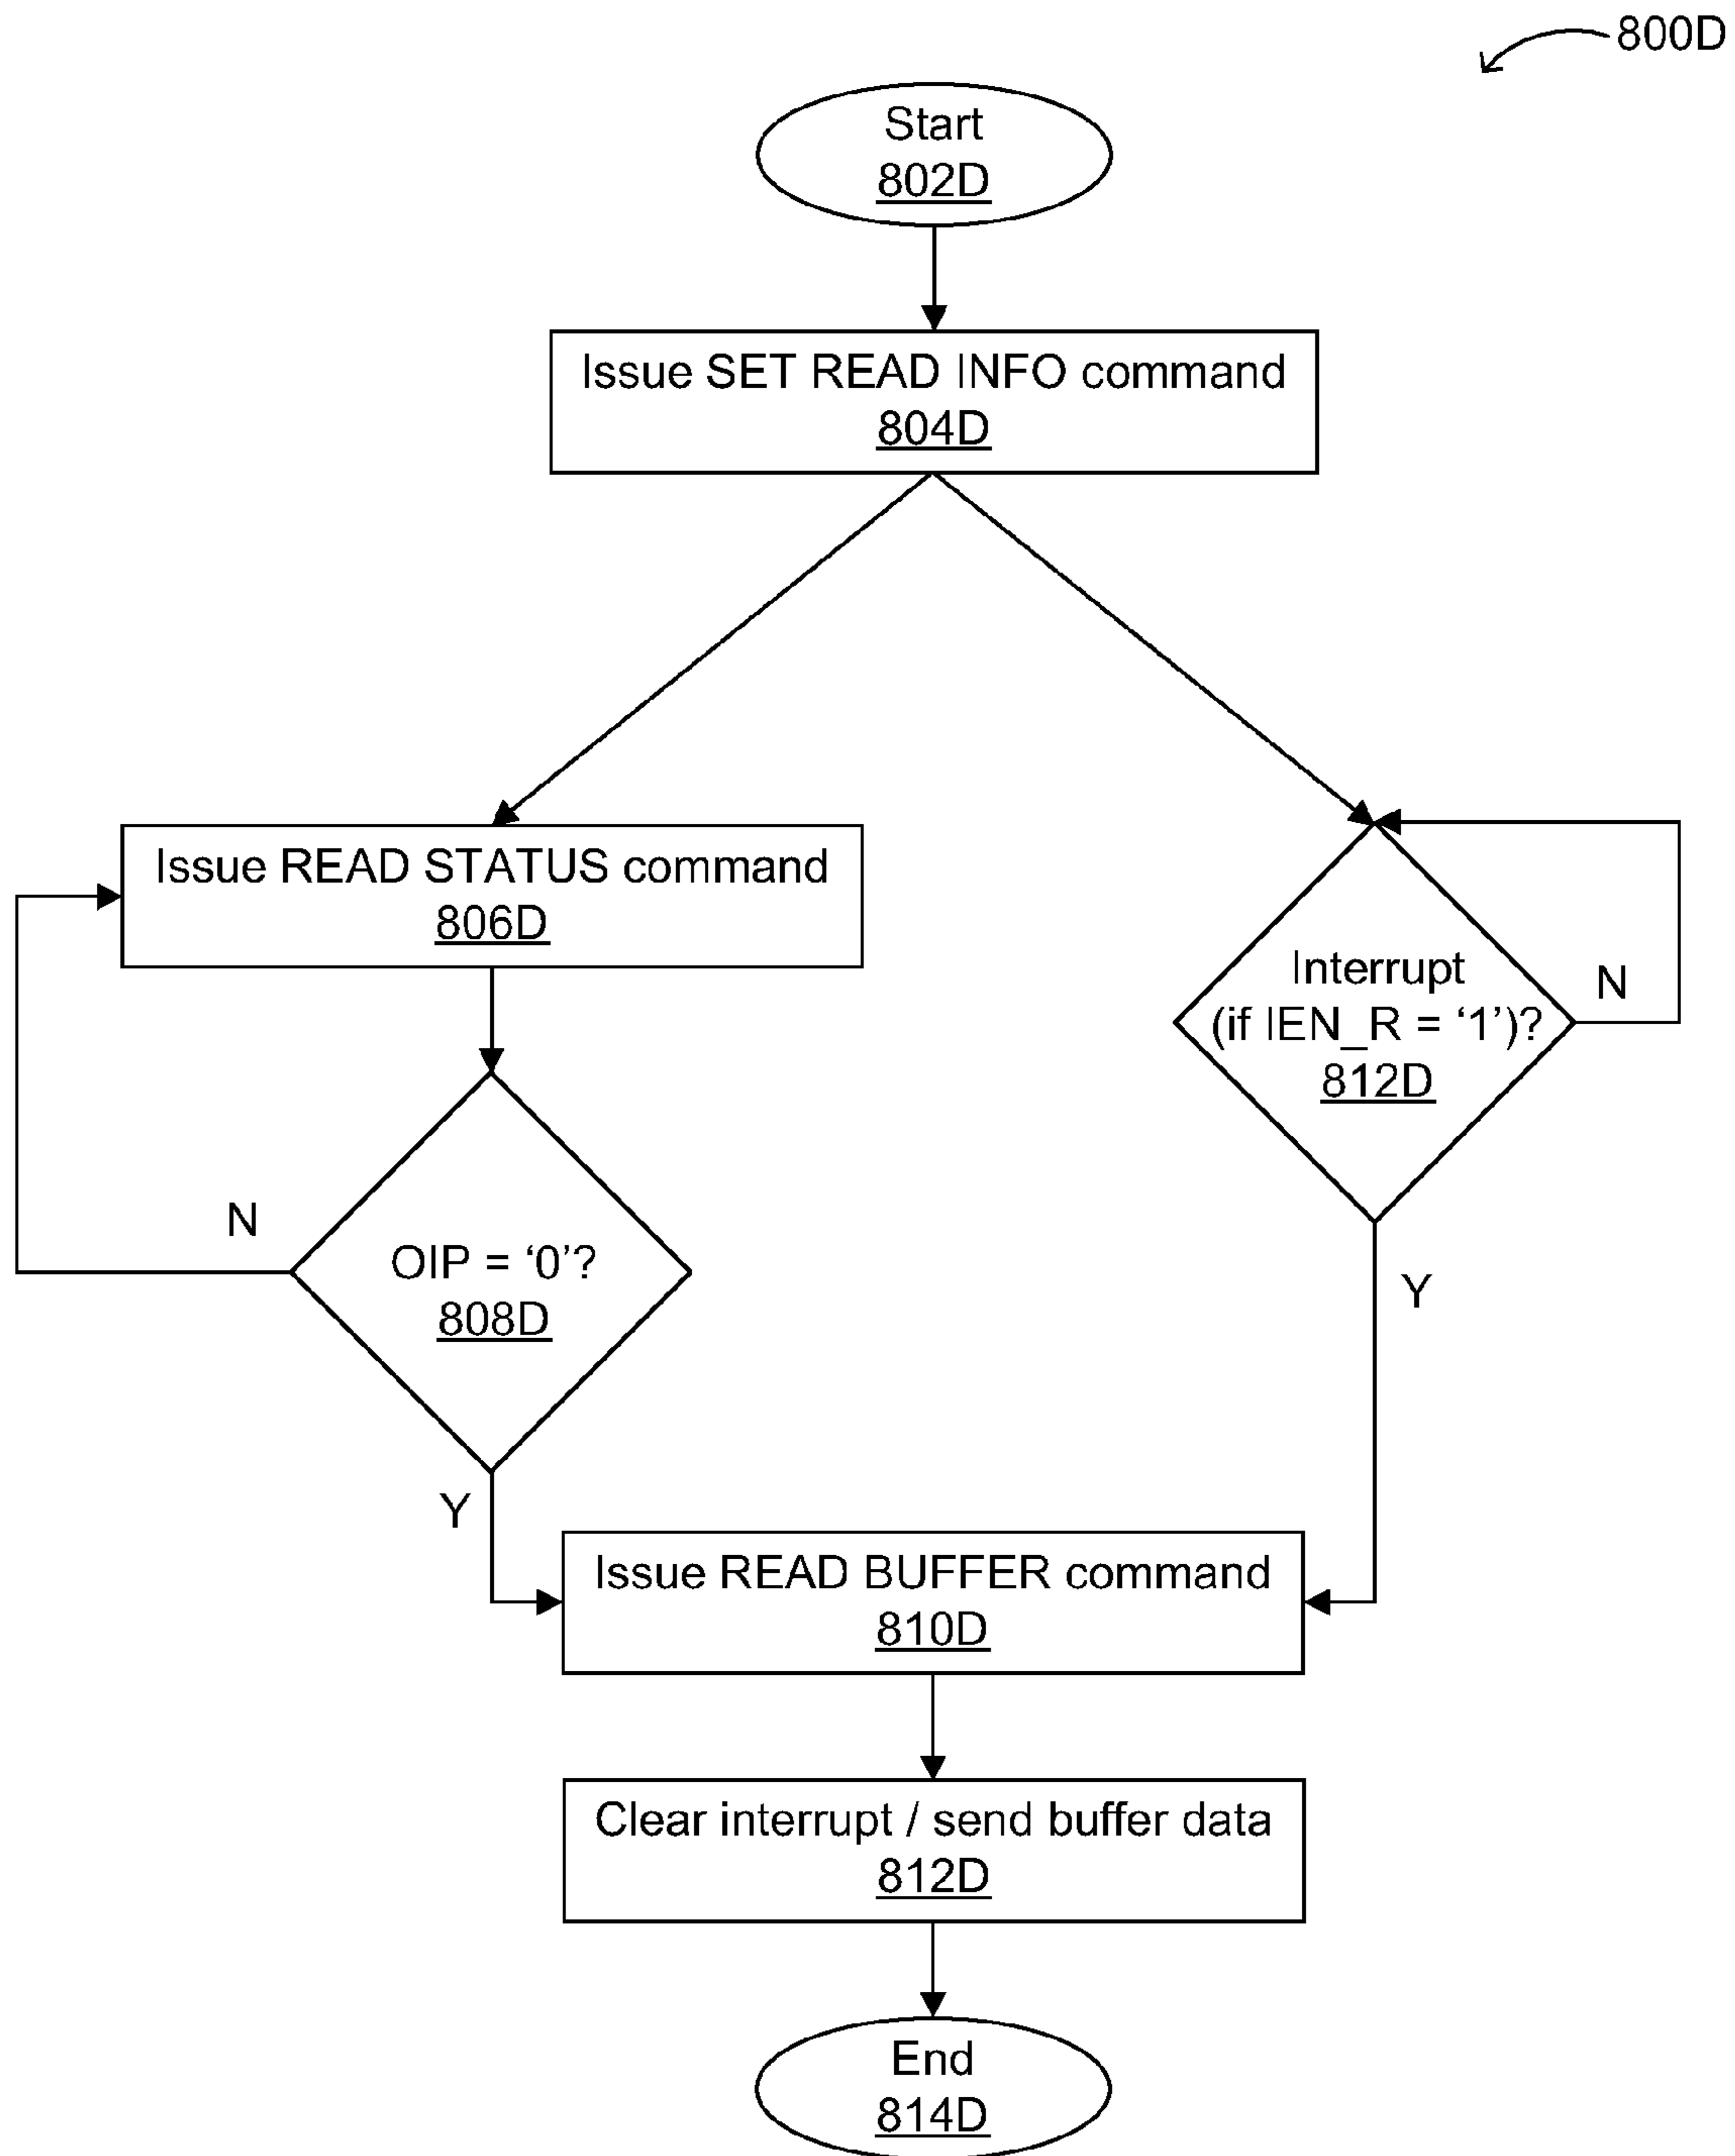 800D
Start
802D
Issue SET READ INFO command
804D
Issue READ STATUS command
806D
Interrupt
(if IEN_R = ‘1’)?
812D
N
N
OIP = ‘0’?
808D
Y
Y
Issue READ BUFFER command
810D
Clear interrupt / send buffer data
812D
End
814D